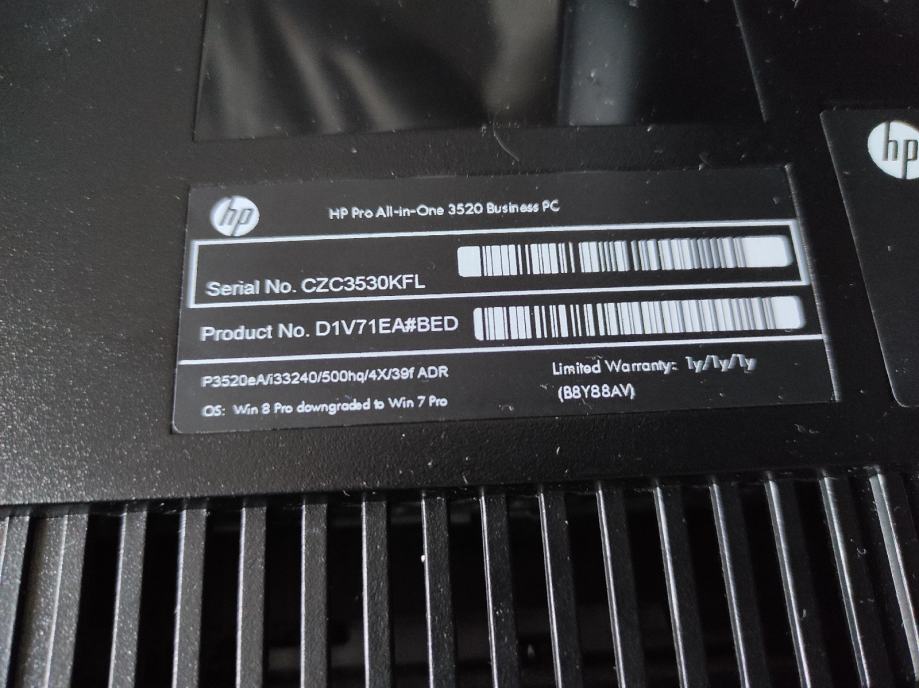 hp
hp
HP Pro All-in-One 3520 Business PC
Serial No. CZC3530KFL
Product No. D1V71EA#BED
P3520eA/i33240/500hq/4X/39f ADR
Limited Warranty: 1y/1y/1y
OS: Win 8 Pro downgraded to Win 7 Pro
(B8Y88AV)